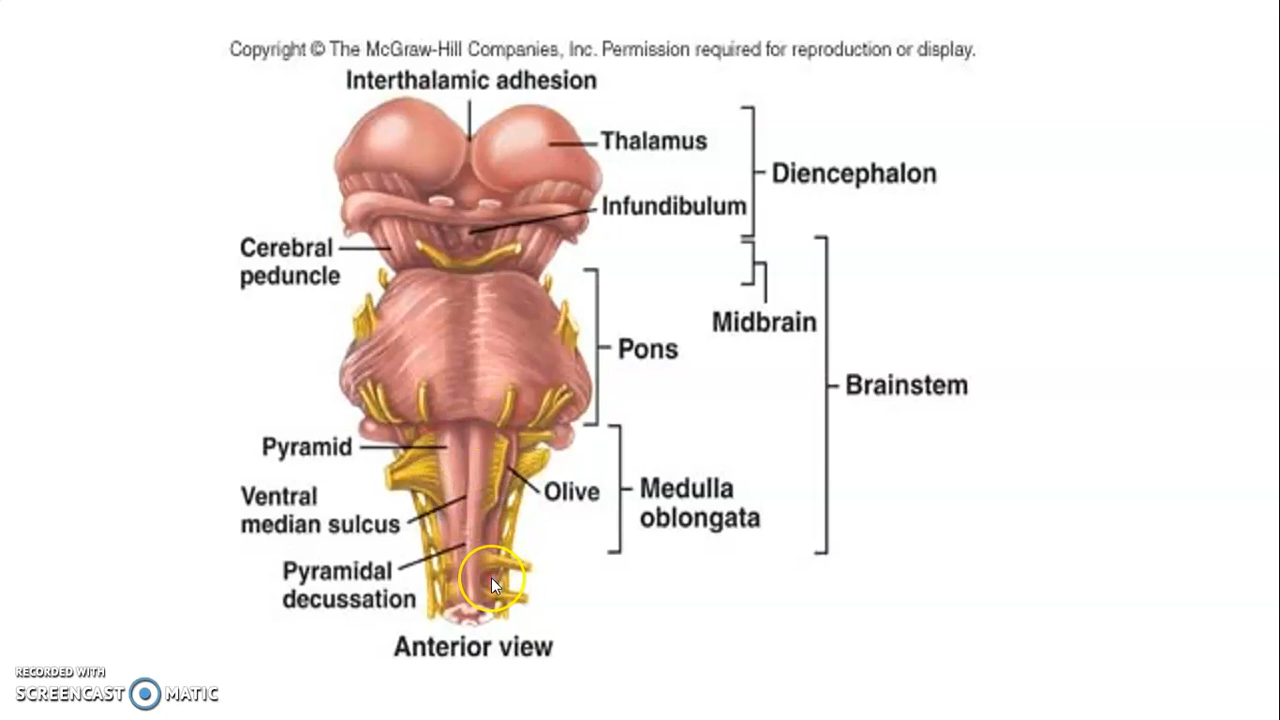 Copyright © The McGraw-Hill Companies, Inc. Permission required for reproduction or display.
Interthalamic adhesion
Thalamus
Diencephalon
Infundibulum
Cerebral
peduncle
Midbrain
Pons
Brainstem
Pyramid
Olive
Medulla
oblongata
Ventral
median sulcus
Pyramidal
decussation
Anterior view
RECORDED WITH
SCREENCAST MATIC